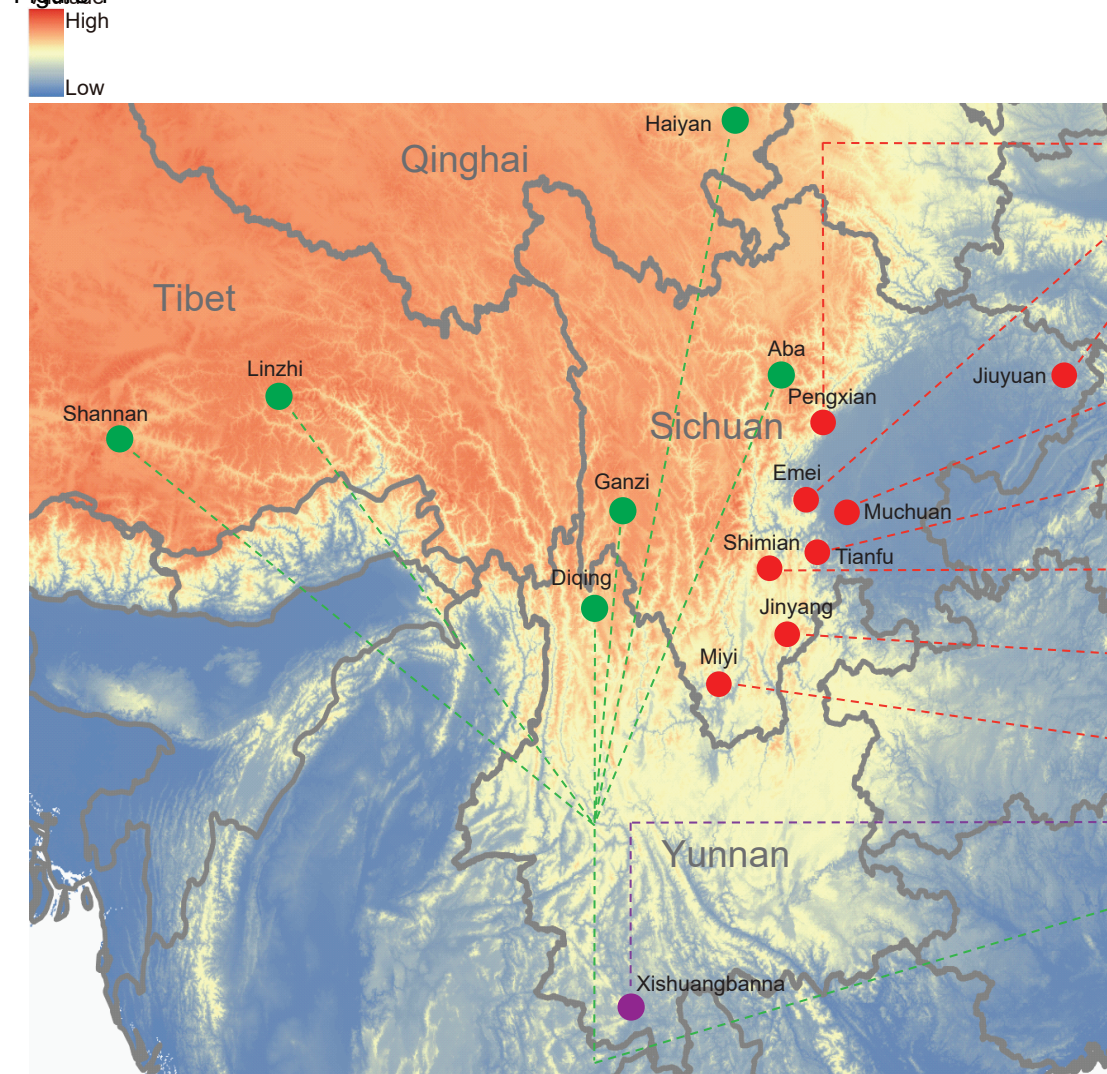 High
Low
Haiyan
Qinghai
Tibet
Aba
Linzhi
Jiuyuan
Pengxian
Shannan
Sichuan
Emei
Ganzi
Muchuan
Shimian
Tianfu
Diqing
Jinyang
Miyi
Yunnan
Xishuangbanna